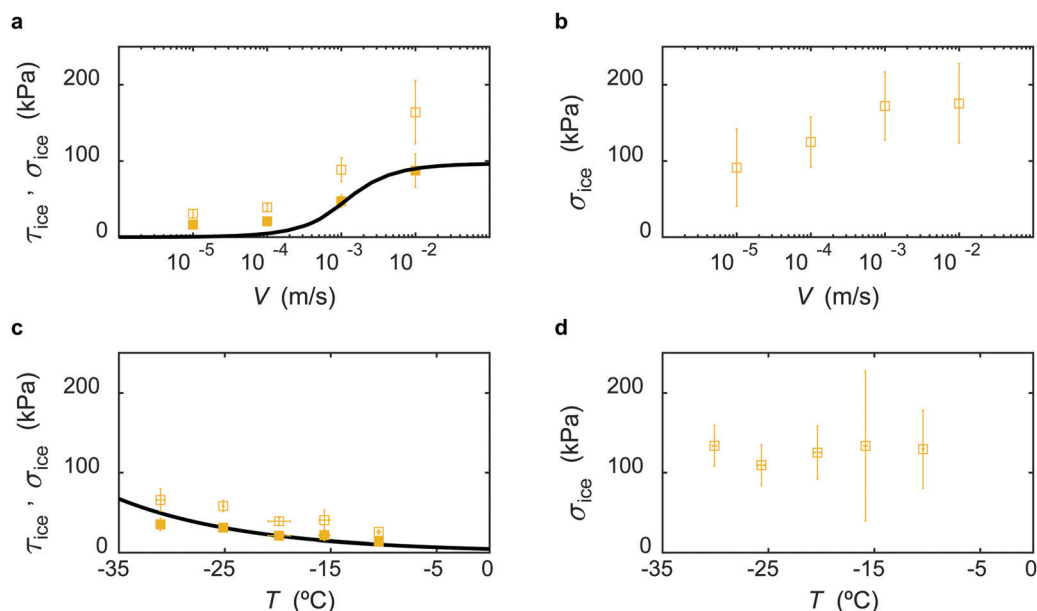 a
200
100
0
τice , σice (kPa)
10⁻⁵ 10⁻⁴ 10⁻³ 10⁻²
V (m/s)
b
200
100
0
σice (kPa)
10⁻⁵ 10⁻⁴ 10⁻³ 10⁻²
V (m/s)
c
200
100
0
τice , σice (kPa)
-35 -25 -15 -5 0
T (ºC)
d
200
100
0
σice (kPa)
-35 -25 -15 -5 0
T (ºC)